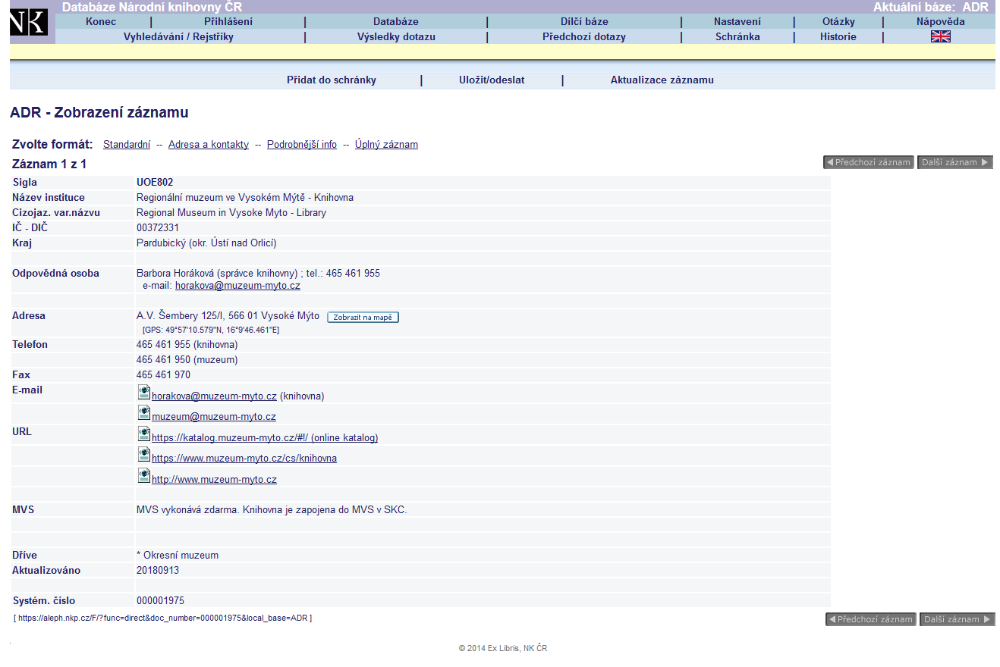 NK
Databáze Národní knihovny ČR Aktuální báze: ADR
Konec | Přihlášení | Databáze | Dílčí báze | Nastavení | Otázky | Nápověda
Vyhledávání / Rejstříky | Výsledky dotazu | Předchozí dotazy | Schránka | Historie |
Přidat do schránky | Uložit/odeslat | Aktualizace záznamu
ADR - Zobrazení záznamu
Zvolte formát: Standardní -- Adresa a kontakty -- Podrobnější info -- Úplný záznam
Záznam 1 z 1 Předchozí záznam Další záznam
Sigla UOE802
Název instituce Regionální muzeum ve Vysokém Mýtě - Knihovna
Cizojaz. var.názvu Regional Museum in Vysoke Myto - Library
IČ - DIČ 00372331
Kraj Pardubický (okr. Ústí nad Orlicí)
Odpovědná osoba Barbora Horáková (správce knihovny) ; tel.: 465 461 955
e-mail: horakova@muzeum-myto.cz
Adresa A.V. Šembery 125/I, 566 01 Vysoké Mýto Zobrazit na mapě
[GPS: 49°57'10.579"N, 16°9'46.461"E]
Telefon 465 461 955 (knihovna)
465 461 950 (muzeum)
Fax 465 461 970
E-mail horakova@muzeum-myto.cz (knihovna)
muzeum@muzeum-myto.cz
URL https://katalog.muzeum-myto.cz/#!/ (online katalog)
https://www.muzeum-myto.cz/cs/knihovna
http://www.muzeum-myto.cz
MVS MVS vykonává zdarma. Knihovna je zapojena do MVS v SKC.
Dříve * Okresní muzeum
Aktualizováno 20180913
Systém. číslo 000001975
[ https://aleph.nkp.cz/F/?func=direct&doc_number=000001975&local_base=ADR ] Předchozí záznam Další záznam
© 2014 Ex Libris, NK ČR